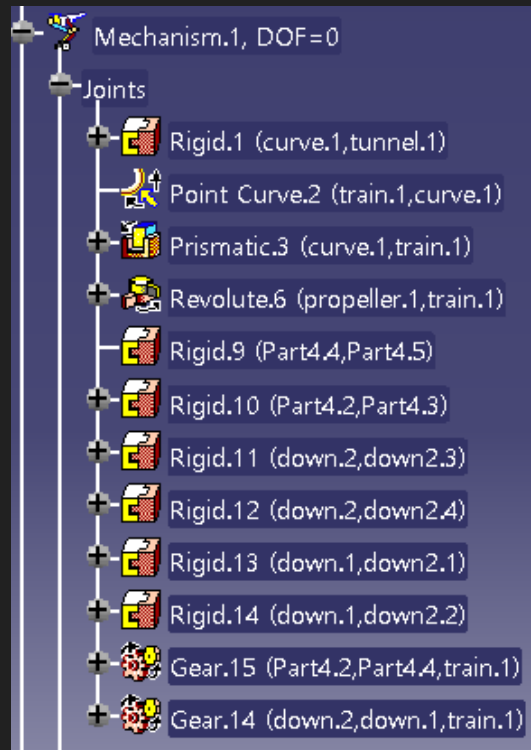 Mechanism.1, DOF=0
Joints
Rigid.1 (curve.1,tunnel.1)
Point Curve.2 (train.1,curve.1)
Prismatic.3 (curve.1,train.1)
Revolute.6 (propeller.1,train.1)
Rigid.9 (Part4.4,Part4.5)
Rigid.10 (Part4.2,Part4.3)
Rigid.11 (down.2,down2.3)
Rigid.12 (down.2,down2.4)
Rigid.13 (down.1,down2.1)
Rigid.14 (down.1,down2.2)
Gear.15 (Part4.2,Part4.4,train.1)
Gear.14 (down.2,down.1,train.1)